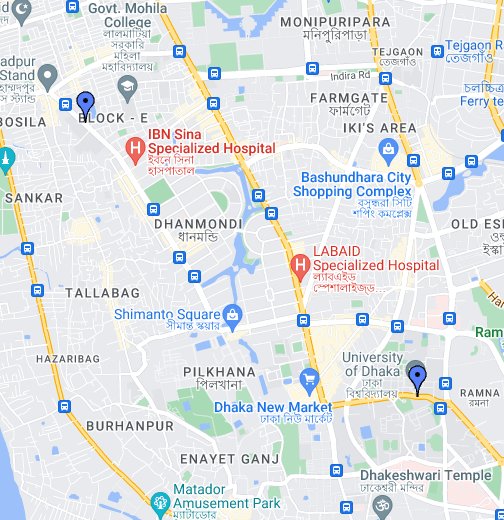 Govt. Mohila
College
লালমাটিয়া
সরকারি
মহিলা
মহাবিদ্যালয়
MONIPURIPARA
মনিপুরিপাড়া
TEJGAON
তেজগাঁও
Tejgaon R
তেজগাঁও
Indira Rd
adpur
Stand
BLOCK - E
BOSILA
FARMGATE
ফার্মগেট
চলচ্চি
Ferry te
IKI'S AREA
IBN Sina
Specialized Hospital
ইবনে সিনা
হাসপাতাল
Bashundhara City
Shopping Complex
বসুন্ধরা সিটি
শপিং কমপ্লেক্স
SANKAR
DHANMONDI
ধানমন্ডি
OLD ES
ইস্কা
LABAID
Specialized Hospital
ল্যাবএইড
স্পেশালাইজড...
TALLABAG
Shimanto Square
সীমান্ত স্কয়ার
Ram
HAZARIBAG
University
of Dhaka
ঢাকা
বিশ্ববিদ্যালয়
PILKHANA
পিলখানা
RAMNA
রমনা
Dhaka New Market
ঢাকা নিউ মার্কেট
BURHANPUR
ENAYET GANJ
Dhakeshwari Temple
ঢাকেশ্বরী মন্দির
Matador
Amusement Park
ম্যাটাডোর